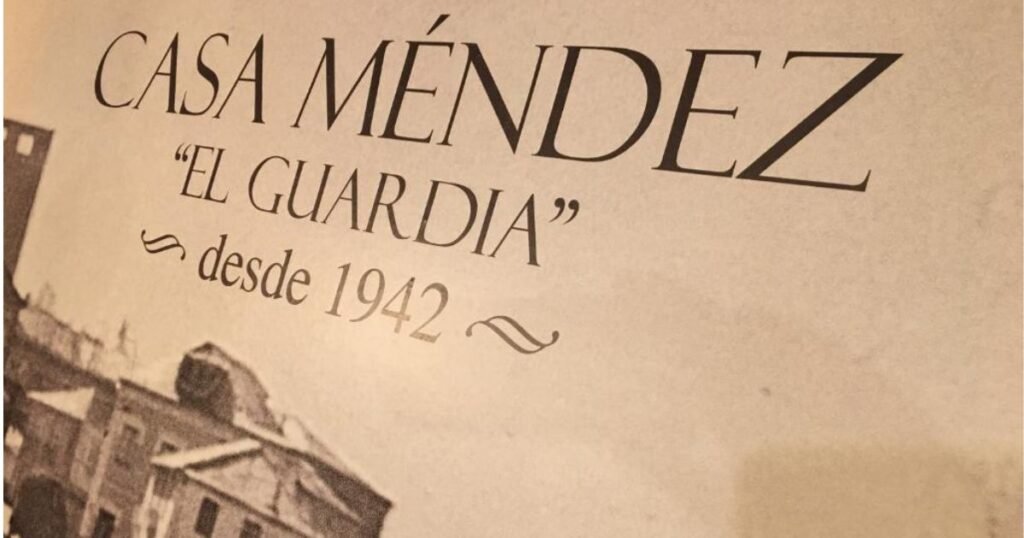 CASA MÉNDEZ
“EL GUARDIA”
desde 1942